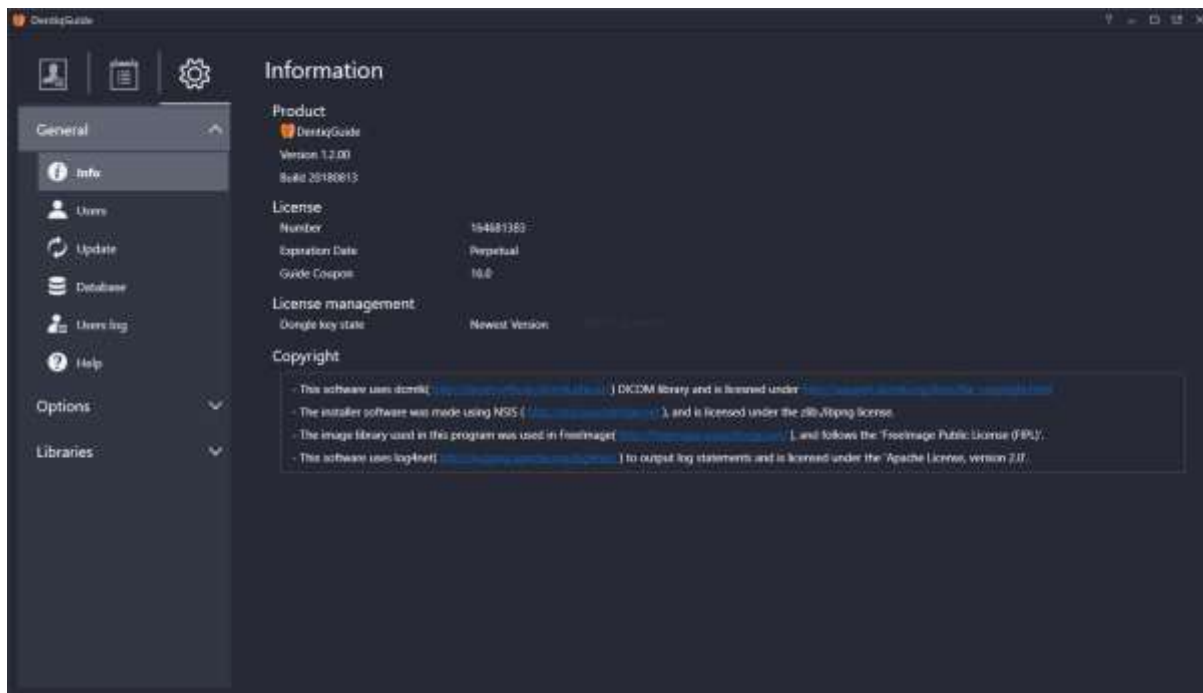 DentiqGuide
Information
General
Info
Users
Update
Database
Users log
Help
Options
Libraries
Product
DentiqGuide
Version 1.2.00
Build 20180813
License
Number 164681383
Expiration Date Perpetual
Guide Coupon 16.0
License management
Dongle key state Newest Version
Copyright
- This software uses dcmtk( ) DICOM library and is licensed under
- The installer software was made using NSIS ( ), and is licensed under the zlib/libpng license.
- The image library used in this program was used in FreeImage( ), and follows the 'FreeImage Public License (FIPL)'.
- This software uses log4net( ) to output log statements and is licensed under the 'Apache License, version 2.0'.